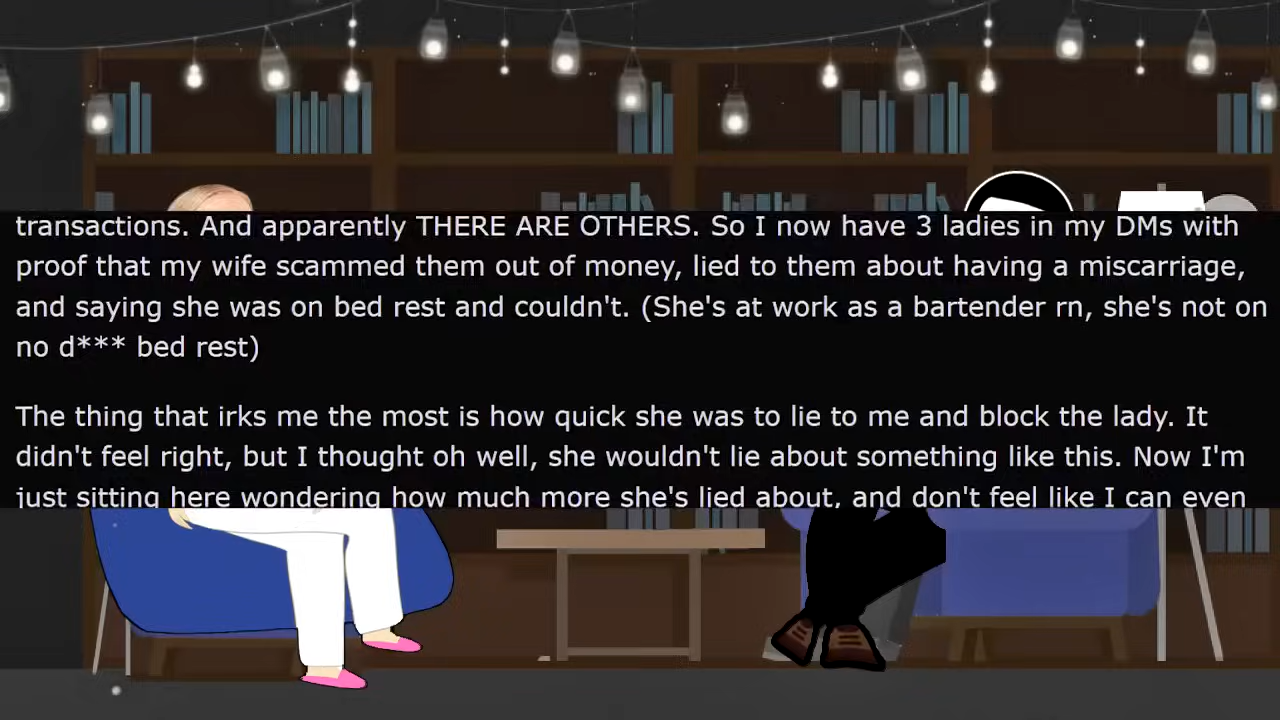 transactions. And apparently THERE ARE OTHERS. So I now have 3 ladies in my DMs with
proof that my wife scammed them out of money, lied to them about having a miscarriage,
and saying she was on bed rest and couldn't. (She's at work as a bartender rn, she's not on
no d*** bed rest)
The thing that irks me the most is how quick she was to lie to me and block the lady. It
didn't feel right, but I thought oh well, she wouldn't lie about something like this. Now I'm
just sitting here wondering how much more she's lied about, and don't feel like I can even